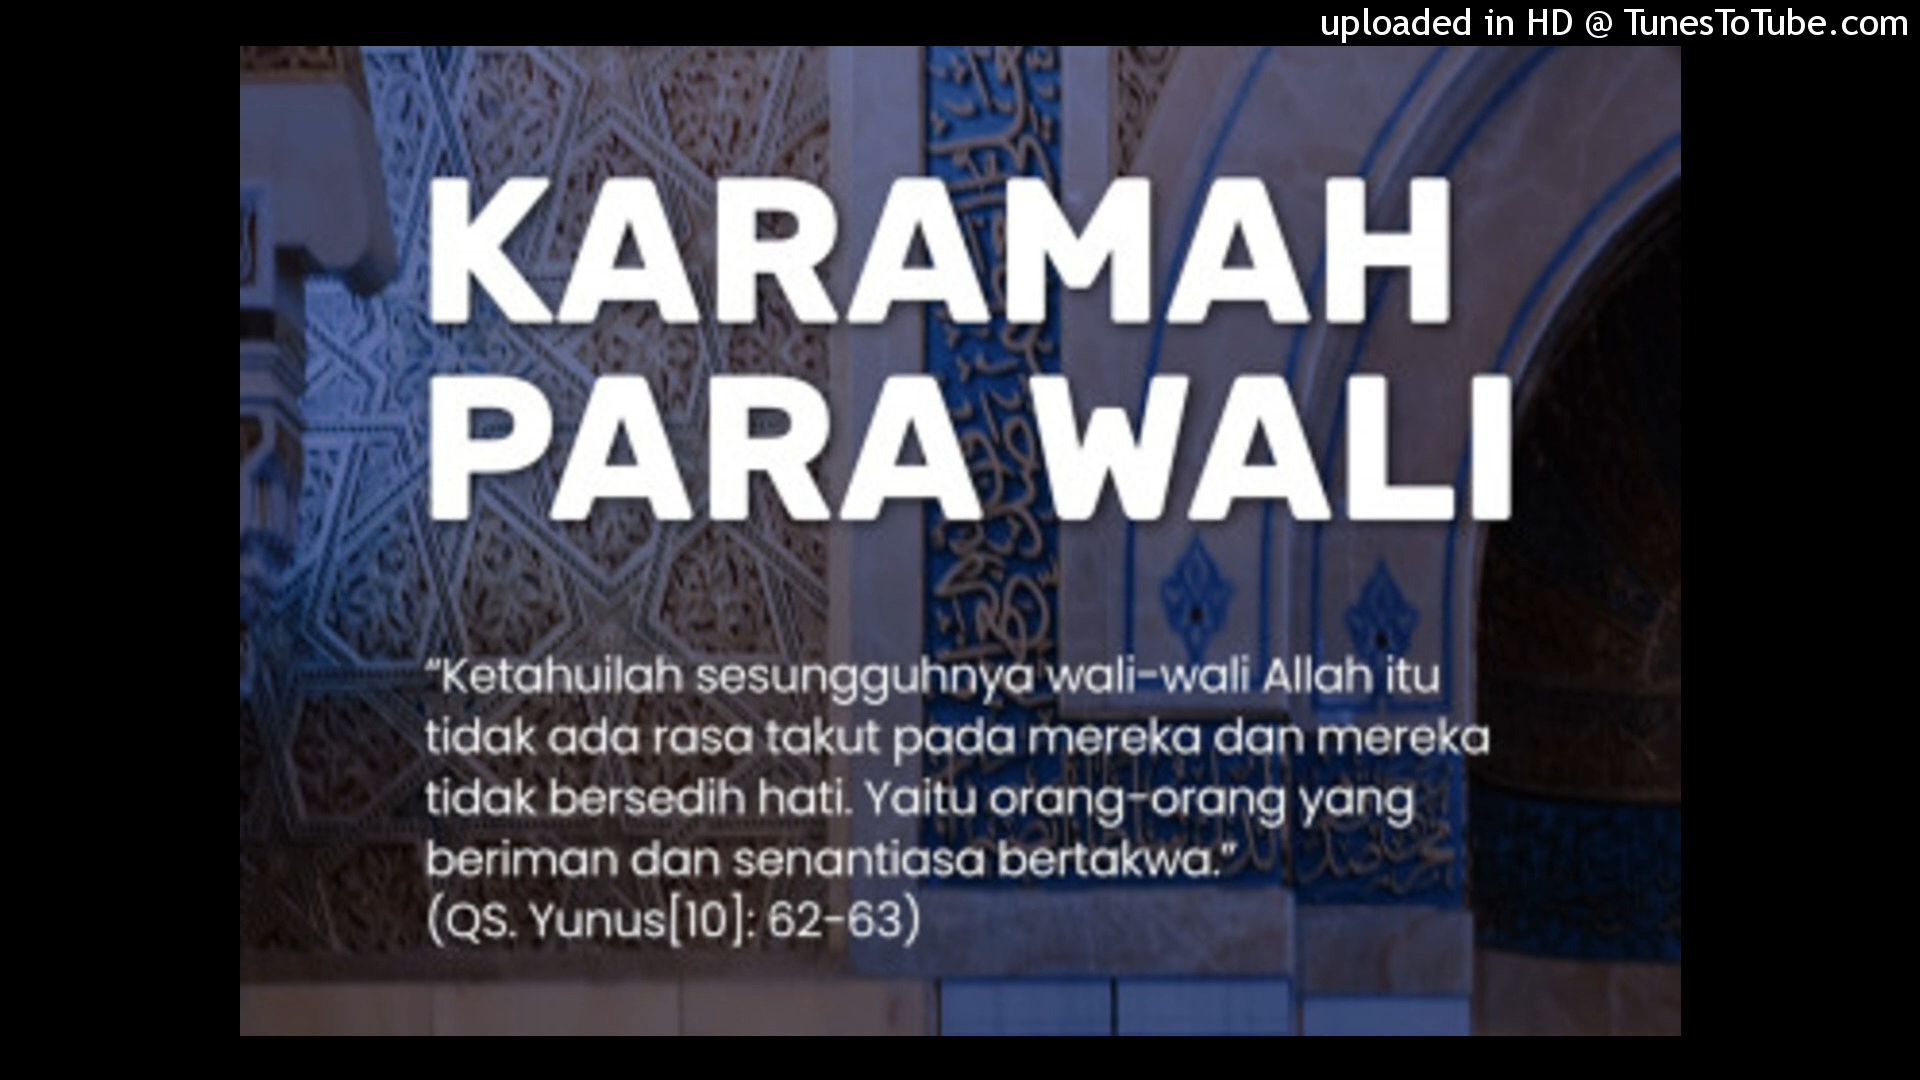 uploaded in HD @ TunesToTube.com
KARAMAH
PARA WALI
“Ketahuilah sesungguhnya wali-wali Allah itu
tidak ada rasa takut pada mereka dan mereka
tidak bersedih hati. Yaitu orang-orang yang
beriman dan senantiasa bertakwa.”
(QS. Yunus[10]: 62-63)